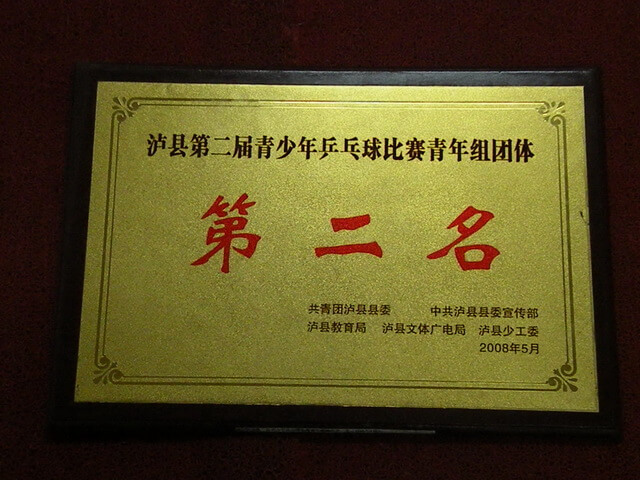 泸县第二届青少年乒乓球比赛青年组团体
第二名
共青团泸县县委 中共泸县县委宣传部
泸县教育局 泸县文体广电局 泸县少工委
2008年5月